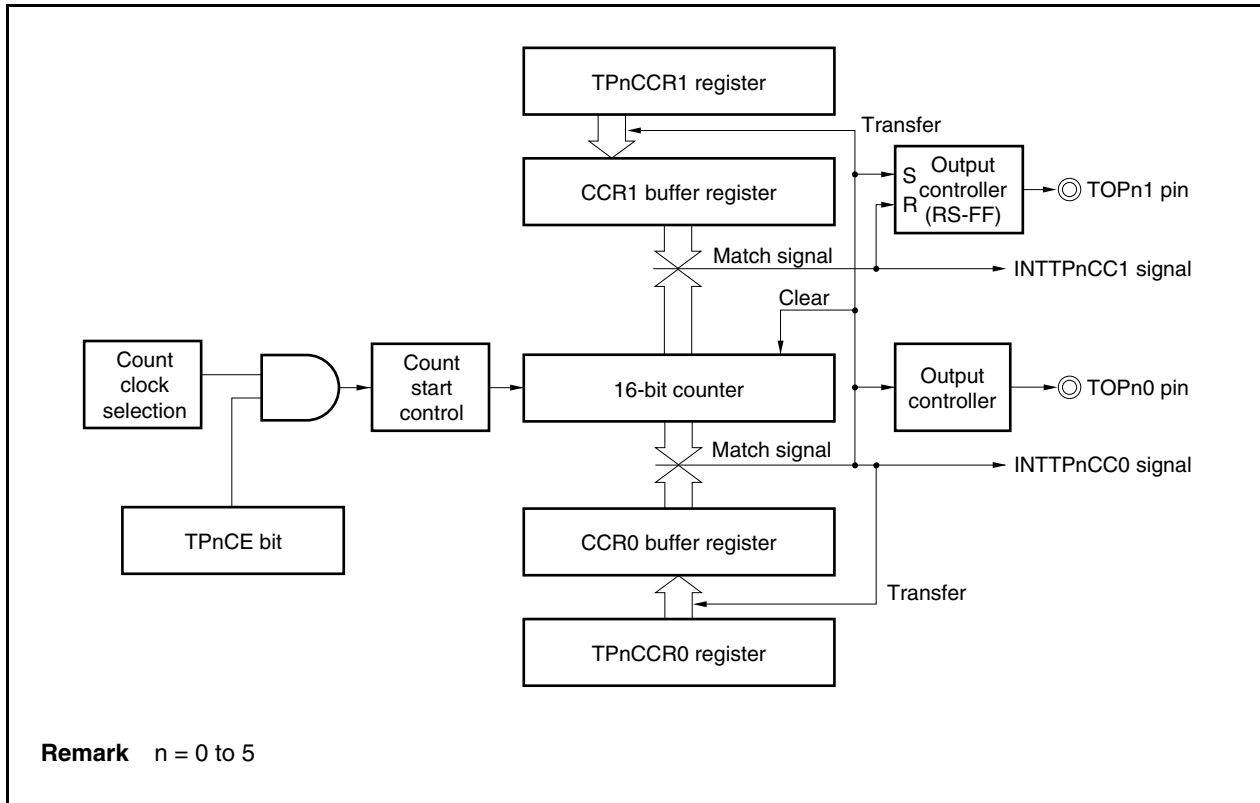 TPnCCR1 register
Transfer
CCR1 buffer register
S
R
Output
controller
(RS-FF)
TOPn1 pin
Match signal
INTTPnCC1 signal
Clear
Count
clock
selection
Count
start
control
16-bit counter
Output
controller
TOPn0 pin
Match signal
INTTPnCC0 signal
TPnCE bit
CCR0 buffer register
Transfer
TPnCCR0 register
Remark n = 0 to 5